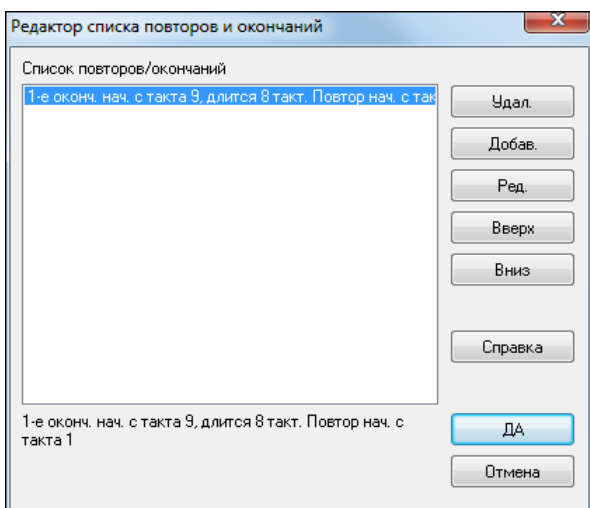 Редактор списка повторов и окончаний
Список повторов/окончаний
1-е оконч. нач. с такта 9, длится 8 такт. Повтор нач. с так
Удал.
Добав.
Ред.
Вверх
Вниз
Справка
1-е оконч. нач. с такта 9, длится 8 такт. Повтор нач. с
такта 1
ДА
Отмена